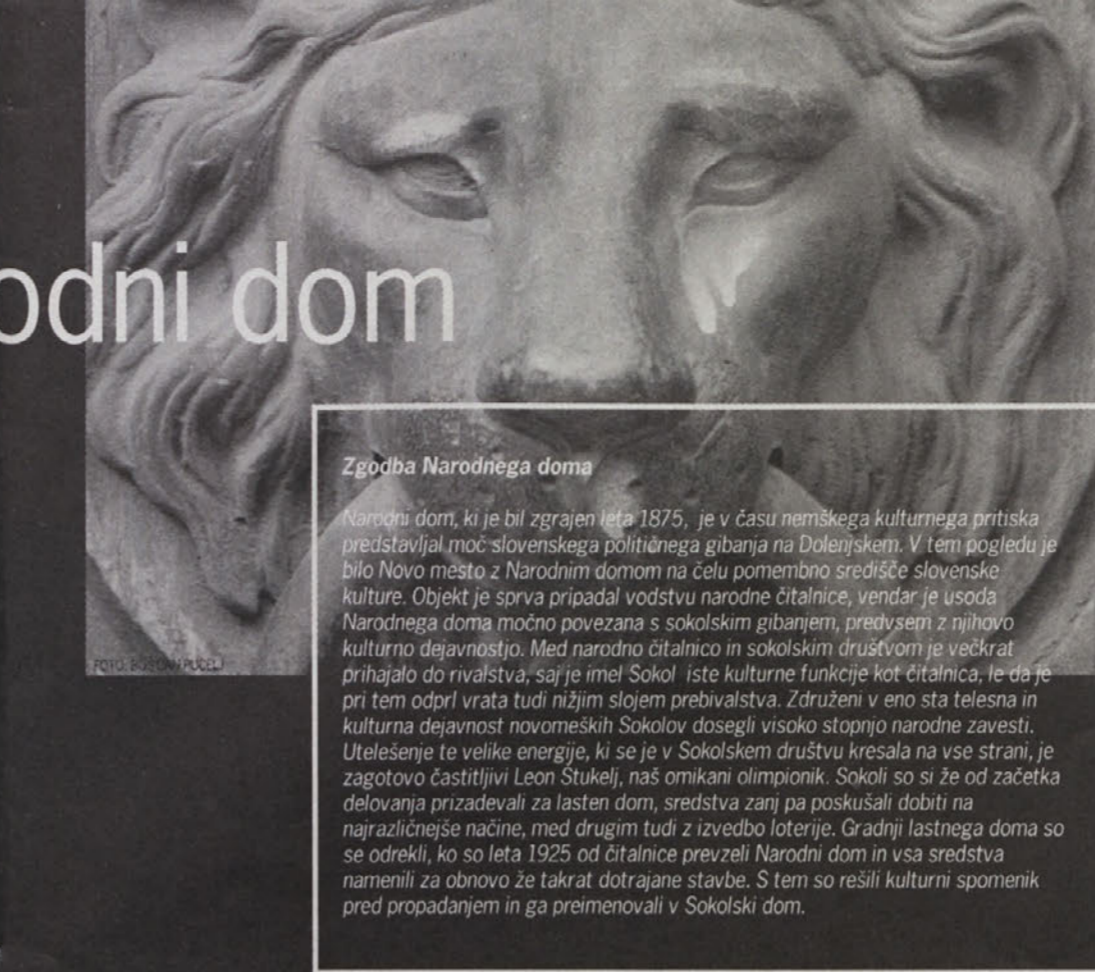 odni dom
Zgodba Narodnega doma
Narodni dom, ki je bil zgrajen leta 1875, je v času nemškega kulturnega pritiska
predstavljal moč slovenskega političnega gibanja na Dolenjskem. V tem pogledu je
bilo Novo mesto z Narodnim domom na čelu pomembno središče slovenske
kulture. Objekt je sprva pripadal vodstvu narodne čitalnice, vendar je usoda
Narodnega doma močno povezana s sokolskim gibanjem, predvsem z njihovo
kulturno dejavnostjo. Med narodno čitalnico in sokolskim društvom je večkrat
prihajalo do rivalstva, saj je imel Sokol iste kulturne funkcije kot čitalnica, le da je
pri tem odprl vrata tudi nižjim slojem prebivalstva. Združeni v eno sta telesna in
kulturna dejavnost novomeških Sokolov dosegli visoko stopnjo narodne zavesti.
Utelešenje te velike energije, ki se je v Sokolskem društvu kresala na vse strani, je
zagotovo častitljivi Leon Štukelj, naš omikani olimpionik. Sokoli so si že od začetka
delovanja prizadevali za lasten dom, sredstva zanj pa poskušali dobiti na
najrazličnejše načine, med drugim tudi z izvedbo loterije. Gradnji lastnega doma so
se odrekli, ko so leta 1925 od čitalnice prevzeli Narodni dom in vsa sredstva
namenili za obnovo že takrat dotrajane stavbe. S tem so rešili kulturni spomenik
pred propadanjem in ga preimenovali v Sokolski dom.
FOTO: BOŠTJAN PUCELJ